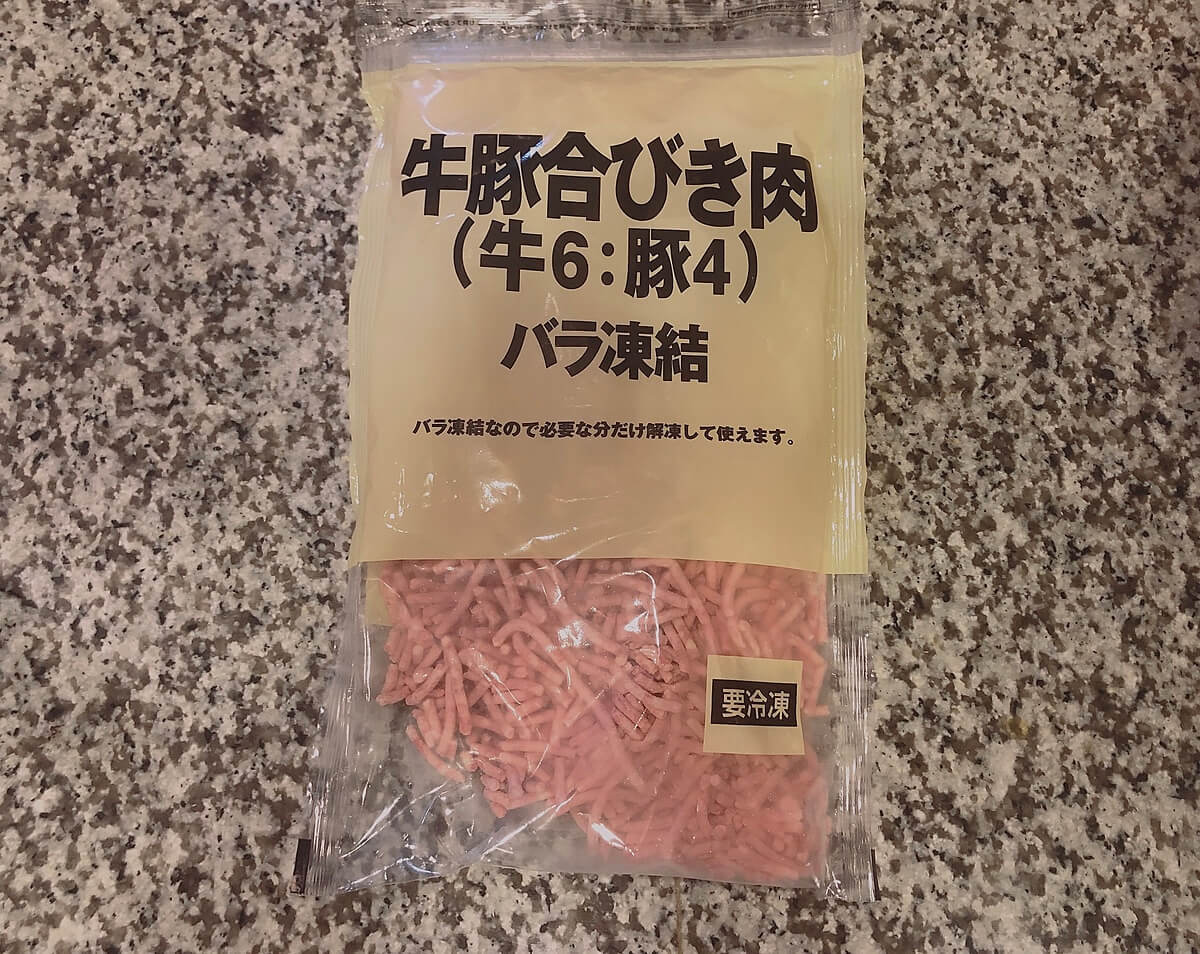 牛豚合びき肉
(牛6:豚4)
バラ凍結
バラ凍結なので必要な分だけ解凍して使えます。
要冷凍